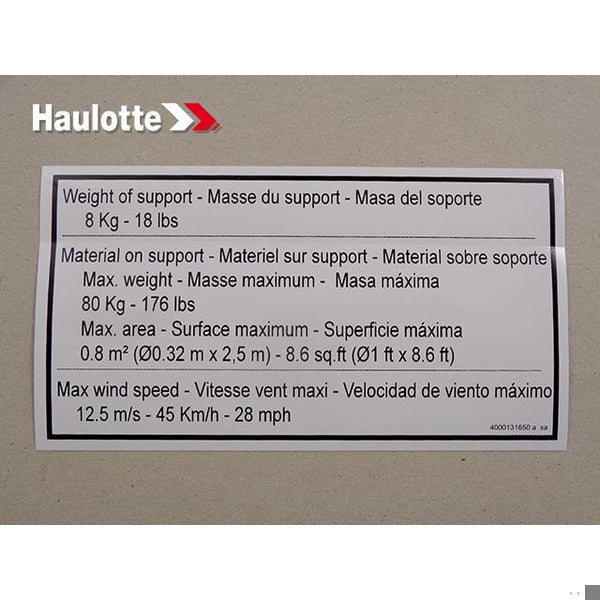 Haulotte
Weight of support - Masse du support - Masa del soporte
8 Kg - 18 lbs
Material on support - Materiel sur support - Material sobre soporte
Max. weight - Masse maximum - Masa máxima
80 Kg - 176 lbs
Max. area - Surface maximum - Superficie máxima
0.8 m² (Ø0.32 m x 2,5 m) - 8.6 sq.ft (Ø1 ft x 8.6 ft)
Max wind speed - Vitesse vent maxi - Velocidad de viento máximo
12.5 m/s - 45 Km/h - 28 mph
4000131650 a sa